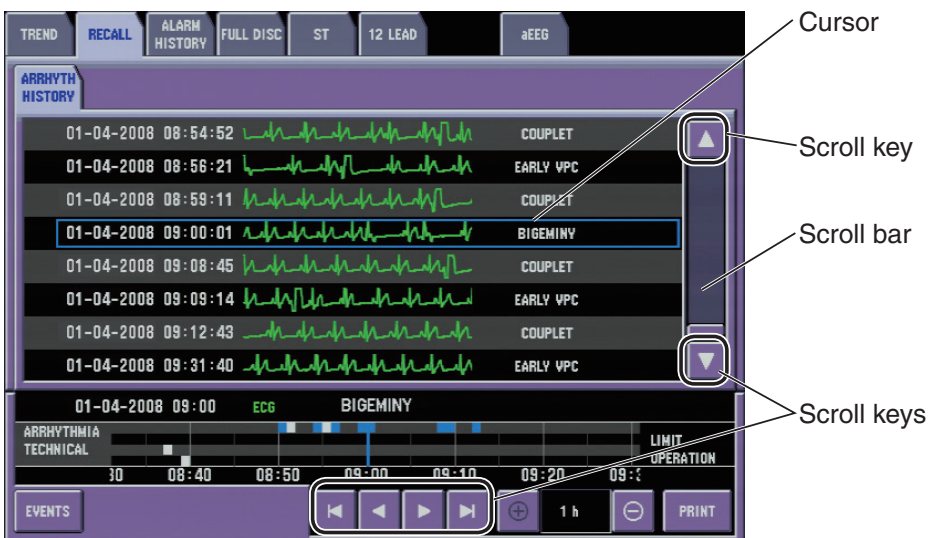 Cursor
TREND RECALL ALARM HISTORY FULL DISC ST 12 LEAD aEEG
ARRHYTH HISTORY
01-04-2008 08:54:52 COUPLET
Scroll key
01-04-2008 08:56:21 EARLY VPC
01-04-2008 08:59:11 COUPLET
01-04-2008 09:00:01 BIGEMINY
Scroll bar
01-04-2008 09:08:45 COUPLET
01-04-2008 09:09:14 EARLY VPC
01-04-2008 09:12:43 COUPLET
01-04-2008 09:31:40 EARLY VPC
01-04-2008 09:00 ECG BIGEMINY
Scroll keys
ARRHYTHMIA
TECHNICAL
LIMIT
OPERATION
30 08:40 08:50 09:00 09:10 09:20 09:3
EVENTS 1 h PRINT